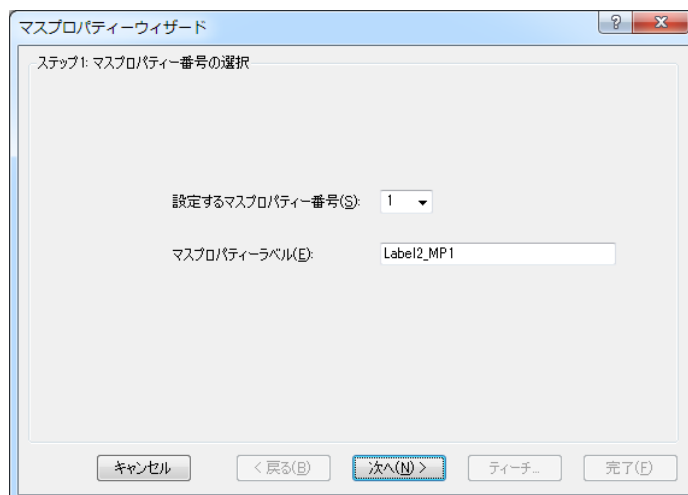 マスプロパティーウィザード
ステップ1: マスプロパティー番号の選択
設定するマスプロパティー番号(S): 1
マスプロパティーラベル(E): Label2_MP1
キャンセル < 戻る(B) 次へ(N) > ティーチ... 完了(F)